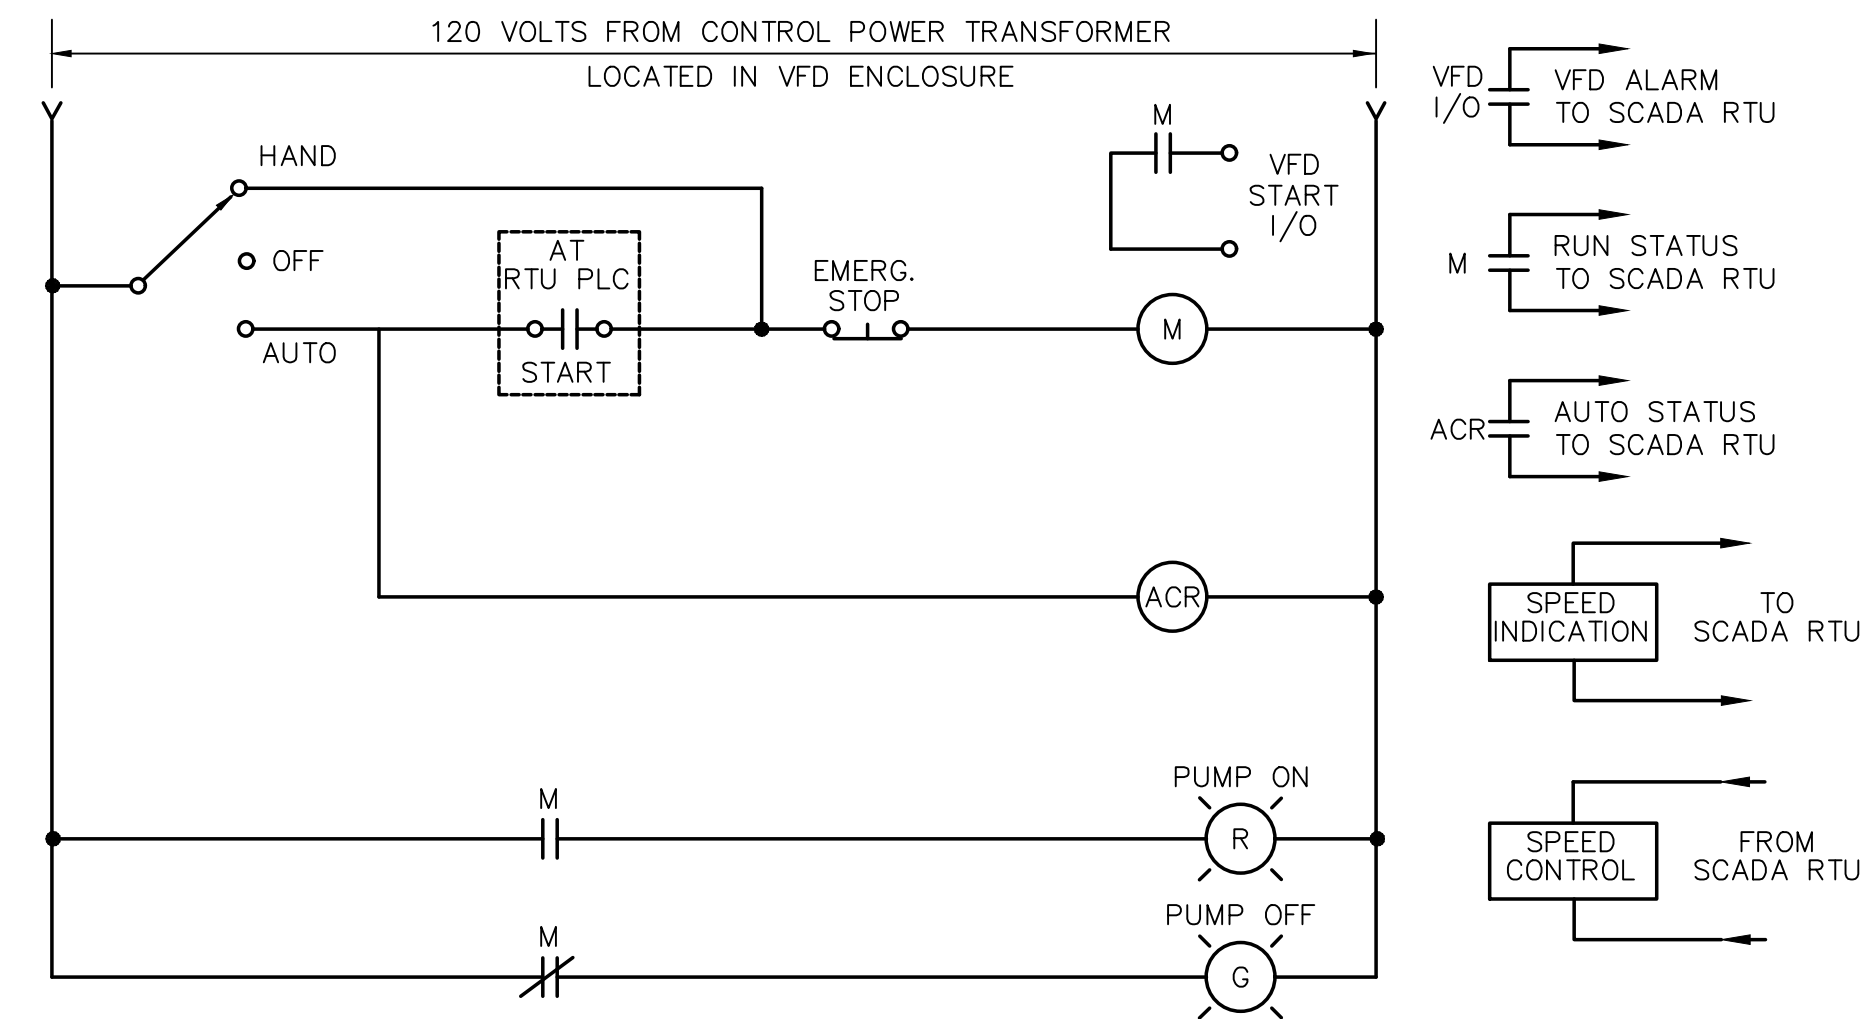 120 VOLTS FROM CONTROL POWER TRANSFORMER
LOCATED IN VFD ENCLOSURE
HAND
OFF
AUTO
AT
RTU PLC
START
EMERG.
STOP
M
VFD
START
I/O
M
ACR
M
PUMP ON
R
M
PUMP OFF
G
VFD
I/O
VFD ALARM
TO SCADA RTU
M
RUN STATUS
TO SCADA RTU
ACR
AUTO STATUS
TO SCADA RTU
SPEED
INDICATION
TO
SCADA RTU
SPEED
CONTROL
FROM
SCADA RTU